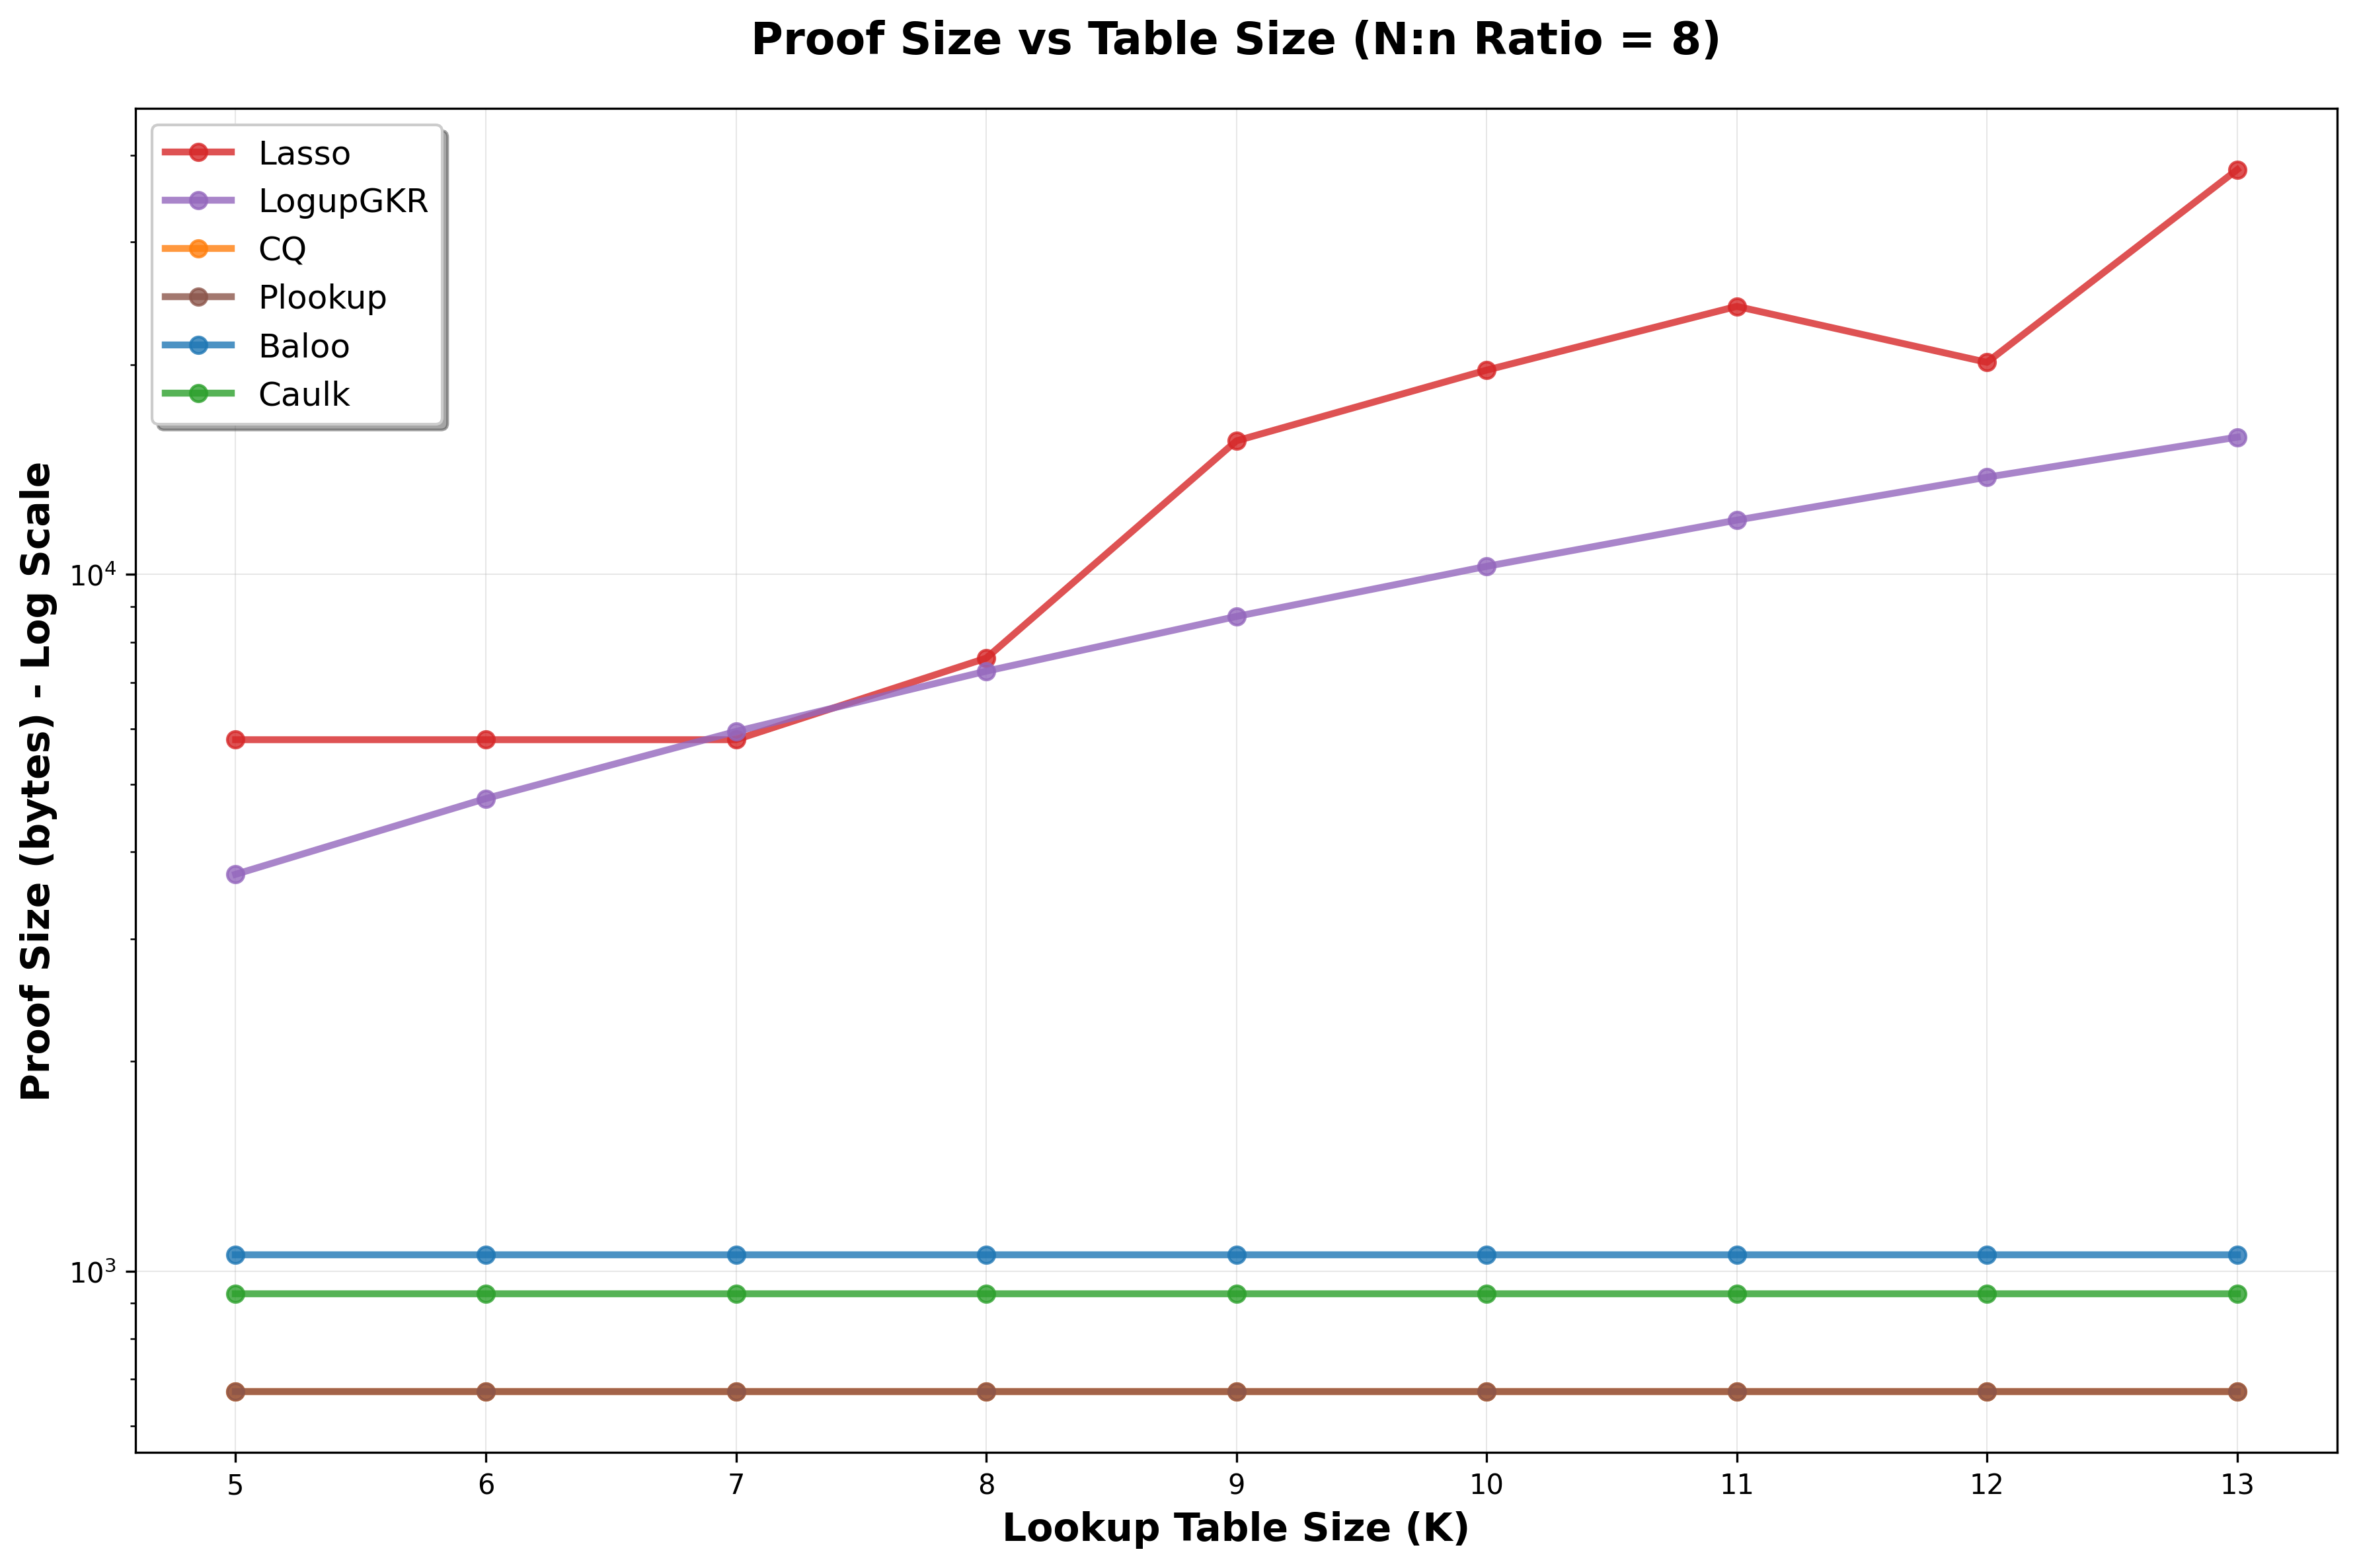 Proof Size vs Table Size (N:n Ratio = 8)
Lasso
LogupGKR
CQ
Plookup
Baloo
Caulk
Proof Size (bytes) - Log Scale
10⁴
10³
5 6 7 8 9 10 11 12 13
Lookup Table Size (K)